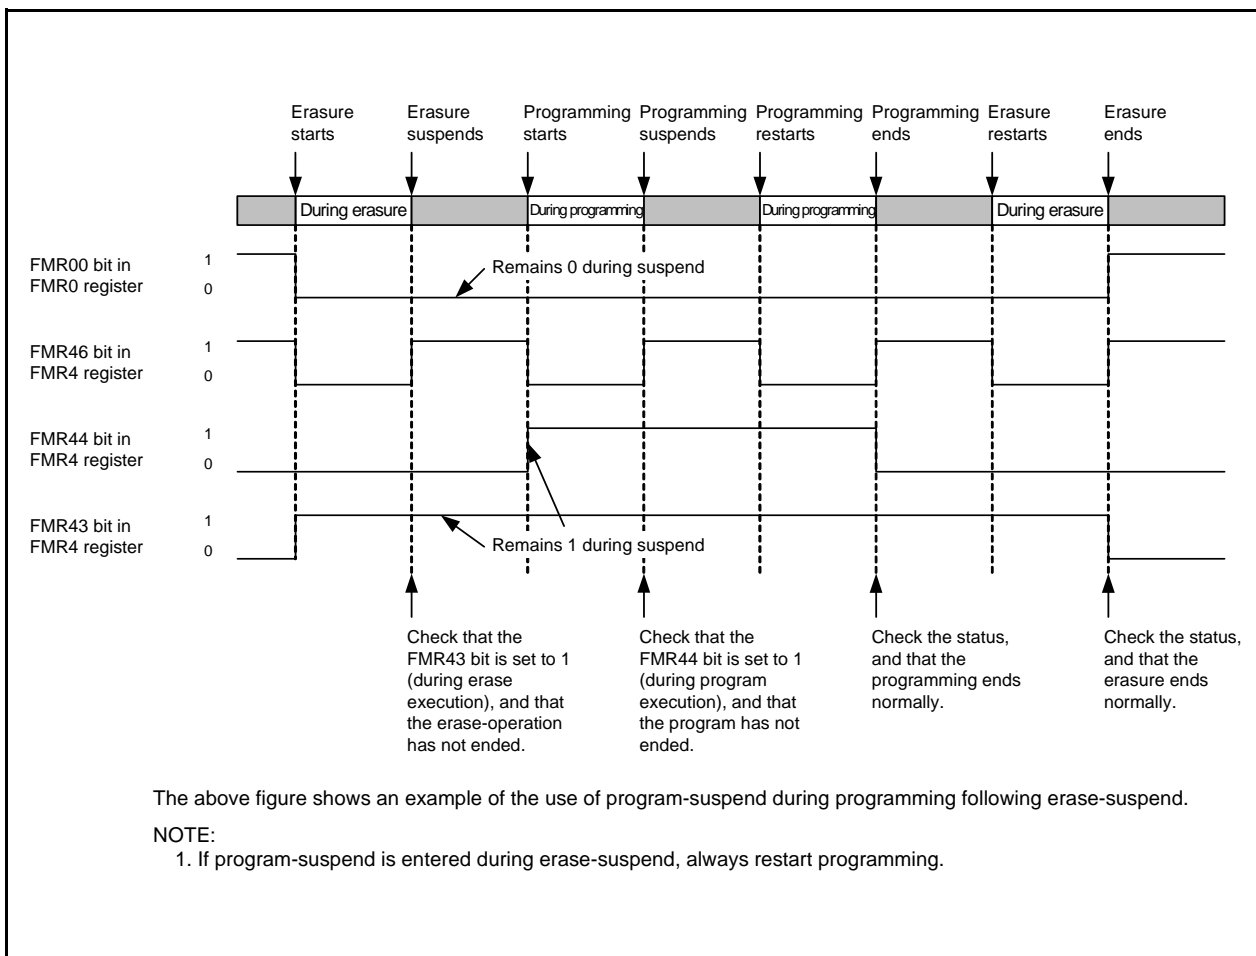 Erasure starts
Erasure suspends
Programming starts
Programming suspends
Programming restarts
Programming ends
Erasure restarts
Erasure ends
During erasure
During programming
During programming
During erasure
FMR00 bit in
FMR0 register
1
0
Remains 0 during suspend
FMR46 bit in
FMR4 register
1
0
FMR44 bit in
FMR4 register
1
0
FMR43 bit in
FMR4 register
1
0
Remains 1 during suspend
Check that the
FMR43 bit is set to 1
(during erase
execution), and that
the erase-operation
has not ended.
Check that the
FMR44 bit is set to 1
(during program
execution), and that
the program has not
ended.
Check the status,
and that the
programming ends
normally.
Check the status,
and that the
erasure ends
normally.
The above figure shows an example of the use of program-suspend during programming following erase-suspend.
NOTE:
1. If program-suspend is entered during erase-suspend, always restart programming.